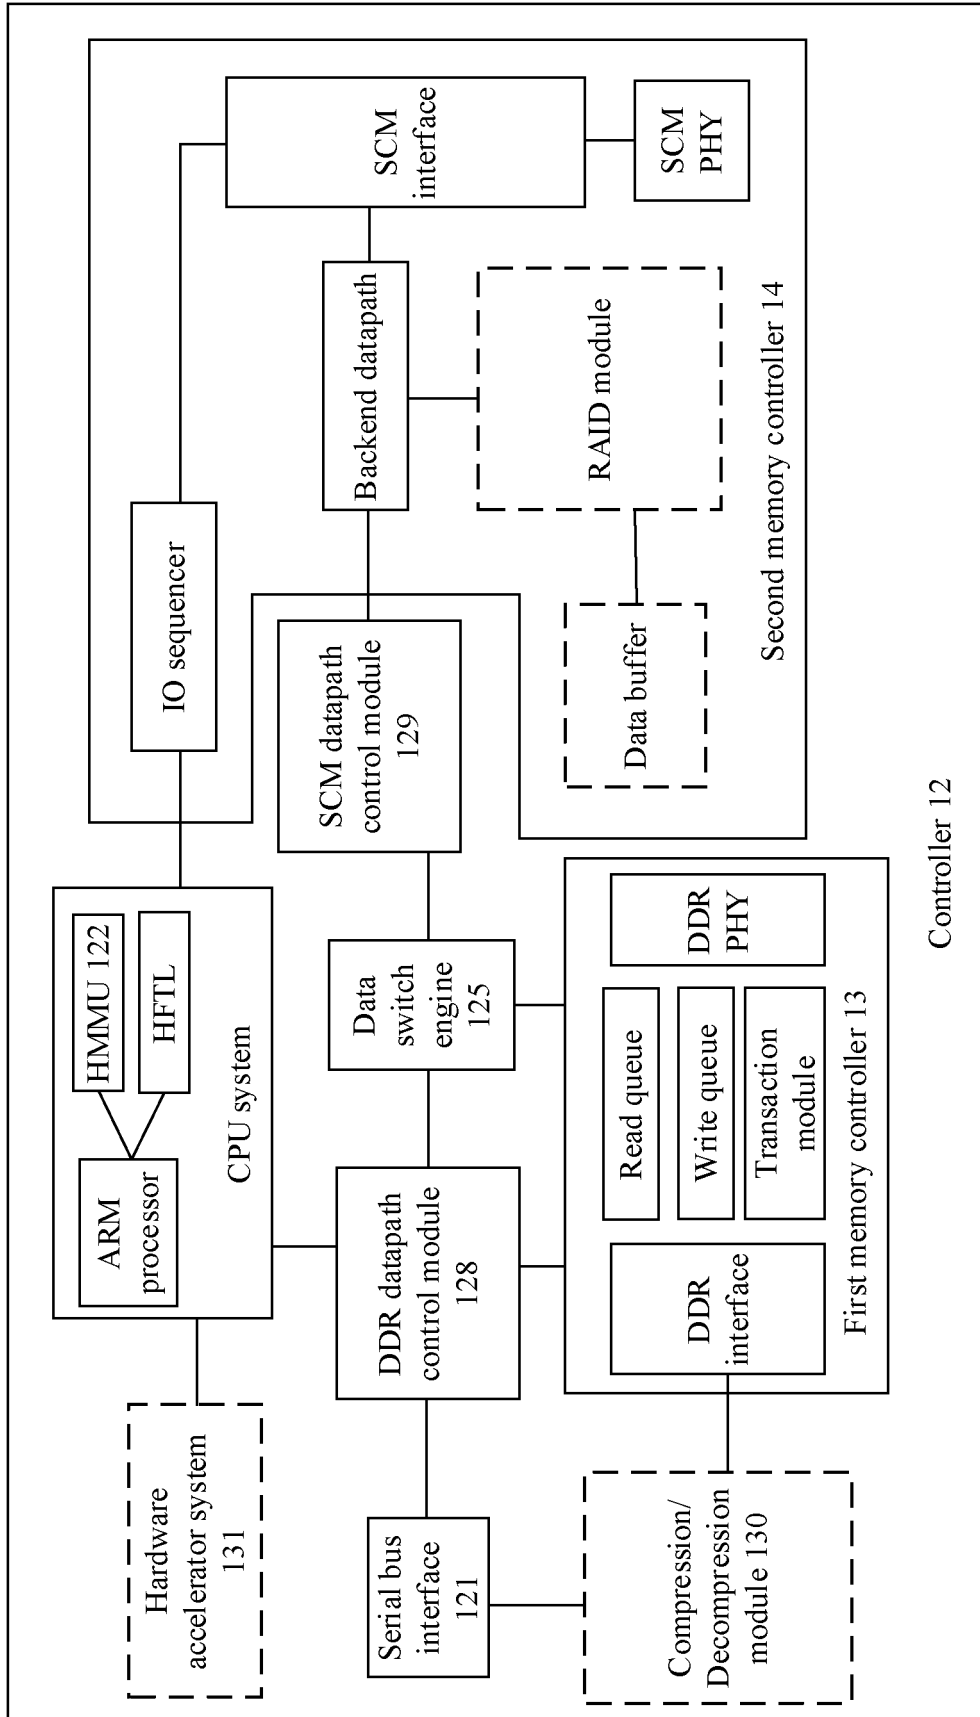 Hardware
accelerator system
131
ARM
processor
HMMU 122
HFTL
CPU system
IO sequencer
Serial bus
interface
121
DDR datapath
control module
128
Data
switch
engine
125
SCM datapath
control module
129
Backend datapath
SCM
interface
Compression/
Decompression
module 130
DDR
interface
Read queue
Write queue
Transaction
module
DDR
PHY
First memory controller 13
Data buffer
RAID module
SCM
PHY
Second memory controller 14
Controller 12